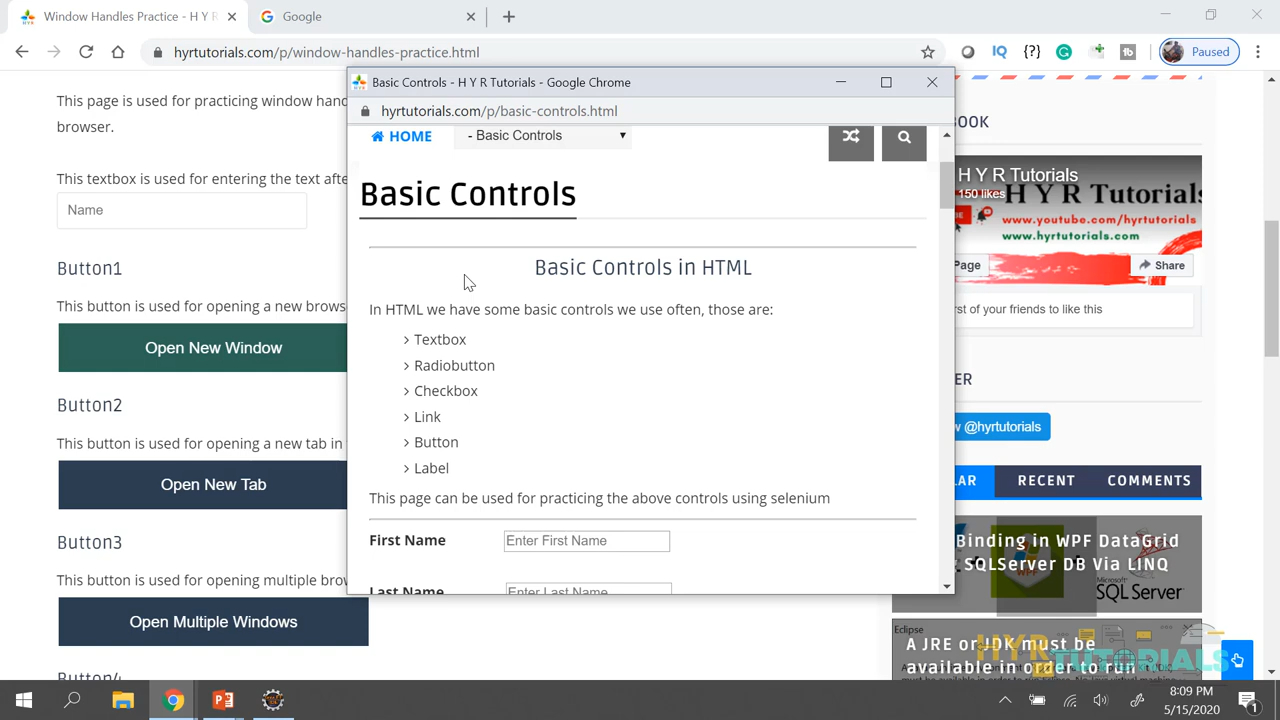 Window Handles Practice - H Y R
Google
hyrtutorials.com/p/window-handles-practice.html
IQ
{?}
Paused
This page is used for practicing window hand
browser.
This textbox is used for entering the text afte
Name
Button1
This button is used for opening a new brows
Open New Window
Button2
This button is used for opening a new tab in
Open New Tab
Button3
This button is used for opening multiple brow
Open Multiple Windows
Button4
Basic Controls - H Y R Tutorials - Google Chrome
hyrtutorials.com/p/basic-controls.html
HOME
- Basic Controls
Basic Controls
Basic Controls in HTML
In HTML we have some basic controls we use often, those are:
Textbox
Radiobutton
Checkbox
Link
Button
Label
This page can be used for practicing the above controls using selenium
First Name
Enter First Name
Last Name
Enter Last Name
BOOK
H Y R Tutorials
150 likes
H Y R Tutorials
www.youtube.com/hyrtutorials
www.hyrtutorials.com
Page
Share
rst of your friends to like this
ER
w @hyrtutorials
AR
RECENT
COMMENTS
Binding in WPF DataGrid
SQLServer DB Via LINQ
Microsoft
SQL Server
Eclipse
A JRE or JDK must be
available in order to run
HYR
TUTORIALS
8:09 PM
5/15/2020
1